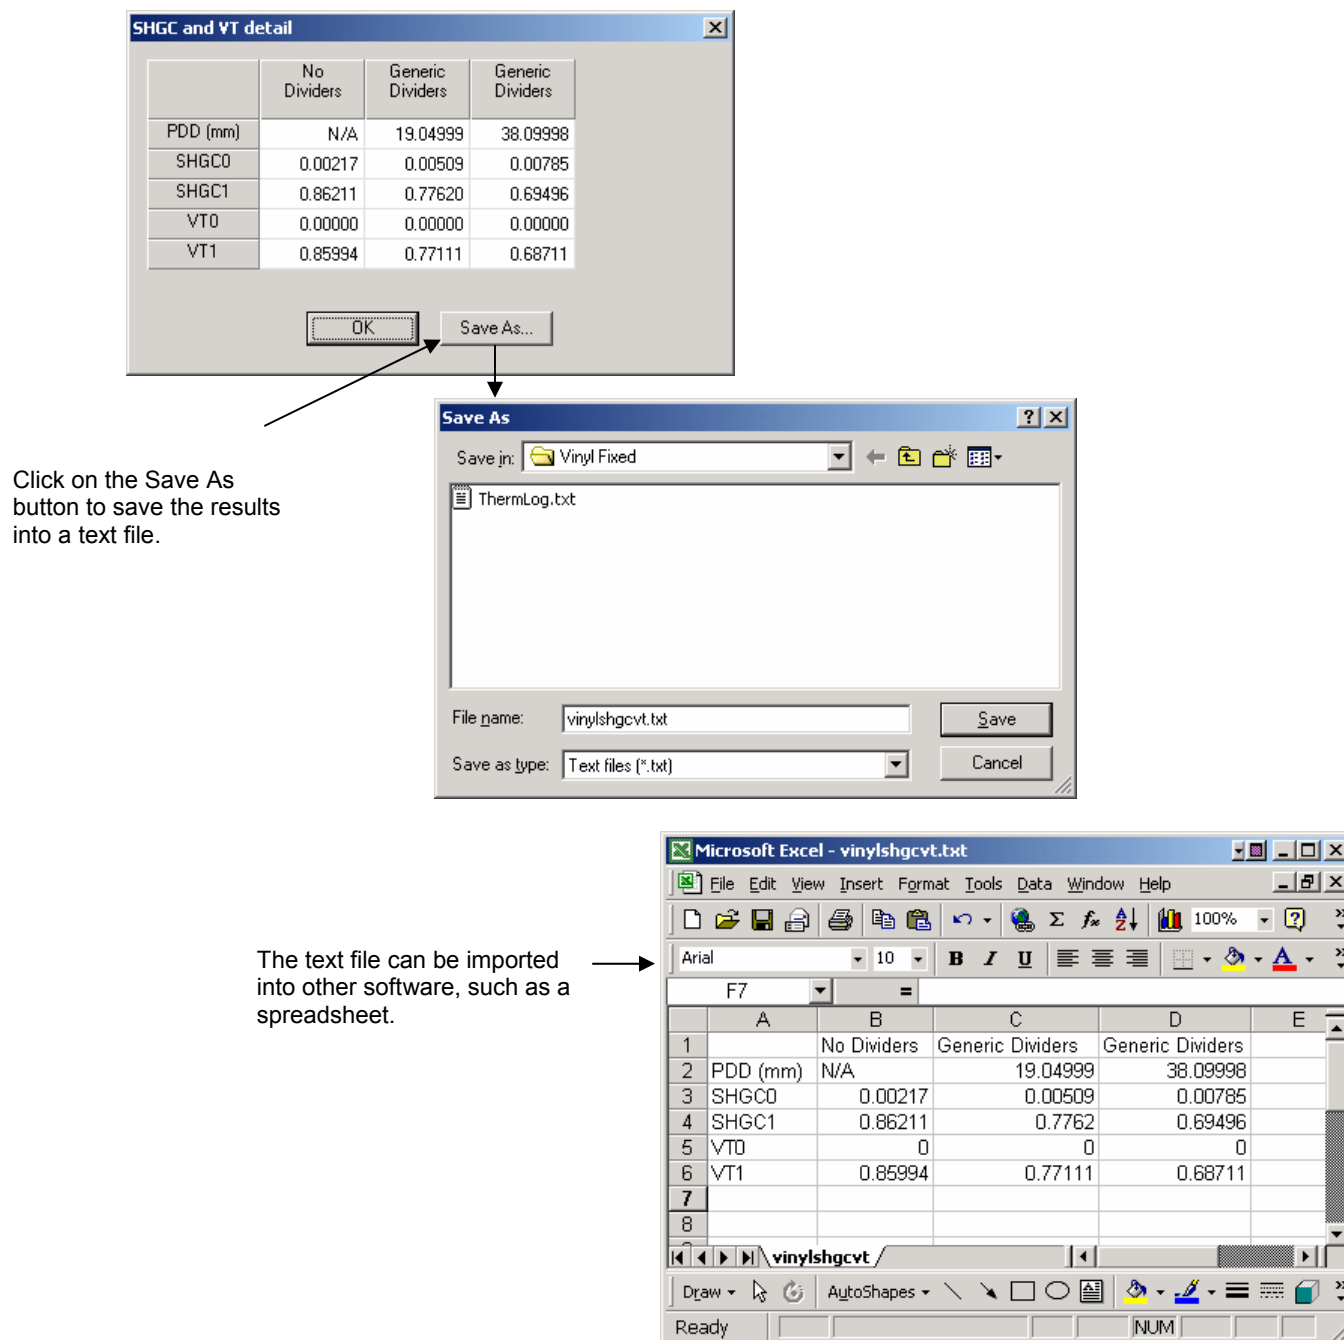 SHGC and VT detail
No Dividers	Generic Dividers	Generic Dividers
PDD (mm)	N/A	19.04999	38.09998
SHGC0	0.00217	0.00509	0.00785
SHGC1	0.86211	0.77620	0.69496
VT0	0.00000	0.00000	0.00000
VT1	0.85994	0.77111	0.68711
OK	Save As...
Click on the Save As
button to save the results
into a text file.
Save As
Save in: Vinyl Fixed
ThermLog.txt
File name: vinylshgcvt.txt	Save
Save as type: Text files (*.txt)	Cancel
The text file can be imported
into other software, such as a
spreadsheet.
Microsoft Excel - vinylshgcvt.txt
File Edit View Insert Format Tools Data Window Help
100%
Arial	10	B I U	A
F7	=
A	B	C	D	E
1	No Dividers	Generic Dividers	Generic Dividers
2	PDD (mm)	N/A	19.04999	38.09998
3	SHGC0	0.00217	0.00509	0.00785
4	SHGC1	0.86211	0.7762	0.69496
5	VT0	0	0	0
6	VT1	0.85994	0.77111	0.68711
7
8
vinylshgcvt
Draw	AutoShapes
Ready	NUM